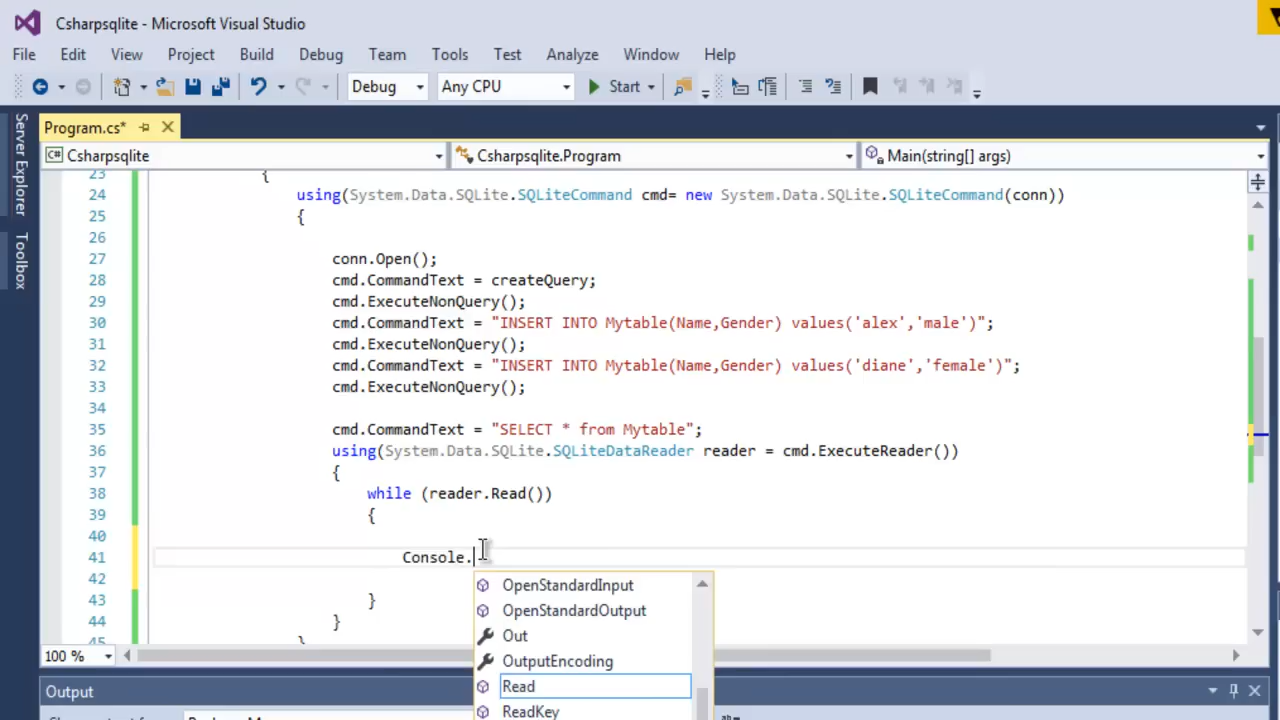 Csharpsqlite - Microsoft Visual Studio
File Edit View Project Build Debug Team Tools Test Analyze Window Help
Debug Any CPU Start
Server Explorer
Toolbox
Program.cs*
Csharpsqlite Csharpsqlite.Program Main(string[] args)
23 {
24 using(System.Data.SQLite.SQLiteCommand cmd= new System.Data.SQLite.SQLiteCommand(conn))
25 {
26
27 conn.Open();
28 cmd.CommandText = createQuery;
29 cmd.ExecuteNonQuery();
30 cmd.CommandText = "INSERT INTO Mytable(Name,Gender) values('alex','male')";
31 cmd.ExecuteNonQuery();
32 cmd.CommandText = "INSERT INTO Mytable(Name,Gender) values('diane','female')";
33 cmd.ExecuteNonQuery();
34
35 cmd.CommandText = "SELECT * from Mytable";
36 using(System.Data.SQLite.SQLiteDataReader reader = cmd.ExecuteReader())
37 {
38 while (reader.Read())
39 {
40
41 Console.
42
43 }
44 }
45 }
OpenStandardInput
OpenStandardOutput
Out
OutputEncoding
Read
ReadKey
100 %
Output